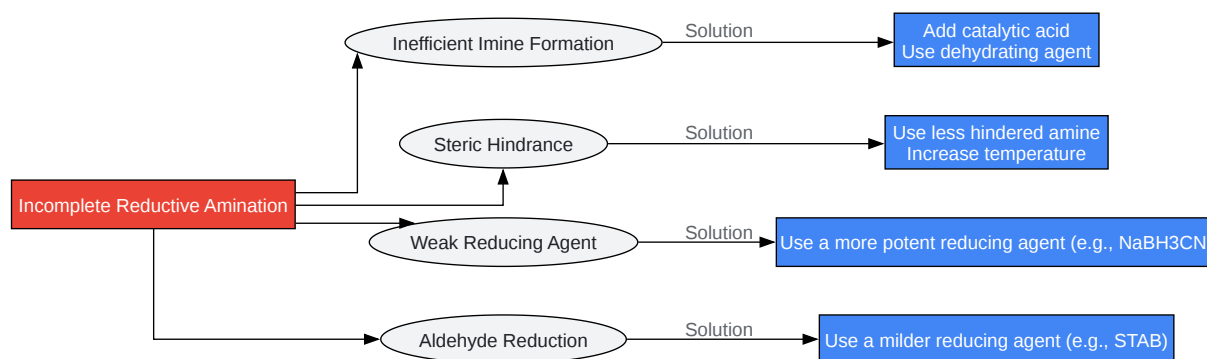 Inefficient Imine Formation
Solution
Add catalytic acid
Use dehydrating agent
Steric Hindrance
Solution
Use less hindered amine
Increase temperature
Incomplete Reductive Amination
Weak Reducing Agent
Solution
Use a more potent reducing agent (e.g., NaBH3CN
Aldehyde Reduction
Solution
Use a milder reducing agent (e.g., STAB)